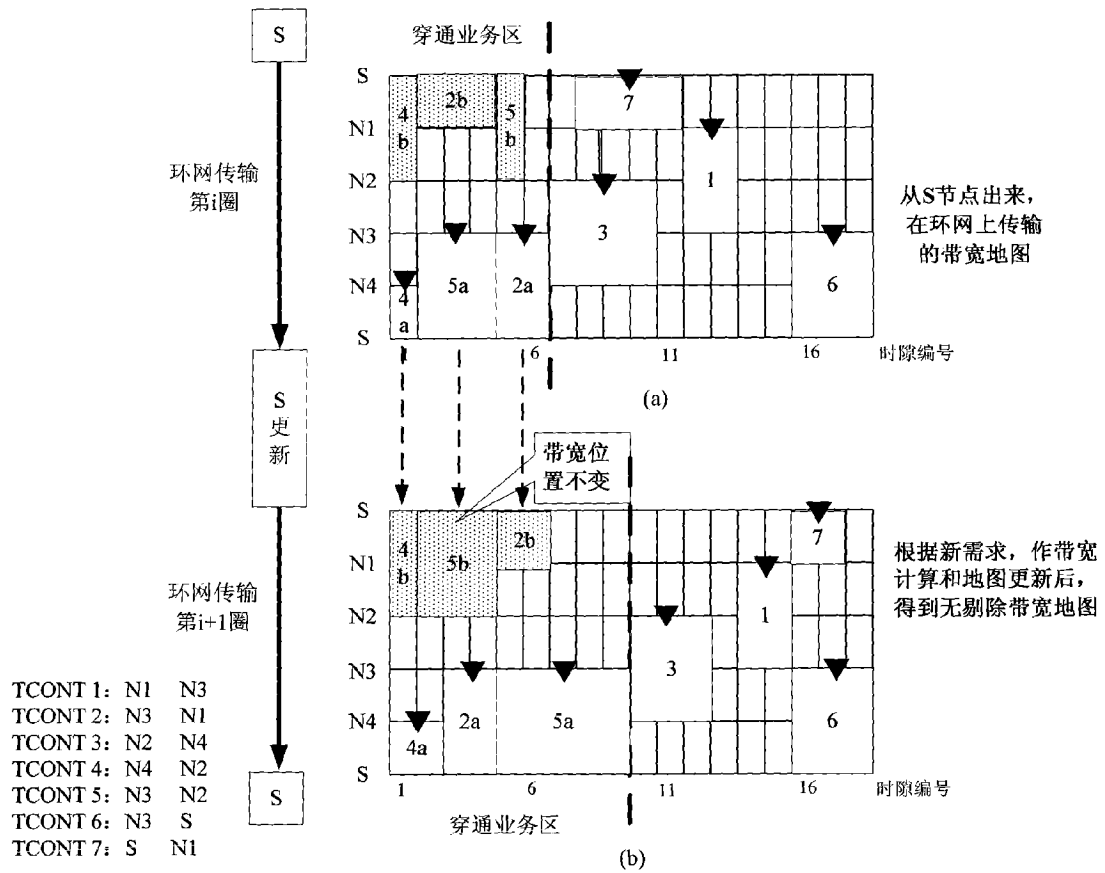 S
穿通业务区
S
N1
N2
N3
N4
S
4
b
2b
5
b
7
1
3
4
a
5a
2a
6
6
11
16
时隙编号
(a)
环网传输
第i圈
从S节点出来，
在环网上传输
的带宽地图
S
更
新
带宽位
置不变
S
N1
N2
N3
N4
S
4
b
5b
2b
7
1
3
4a
2a
5a
6
1
6
11
16
时隙编号
穿通业务区
(b)
环网传输
第i+1圈
根据新需求，作带宽
计算和地图更新后，
得到无剔除带宽地图
S
TCONT 1：N1 N3
TCONT 2：N3 N1
TCONT 3：N2 N4
TCONT 4：N4 N2
TCONT 5：N3 N2
TCONT 6：N3 S
TCONT 7：S N1